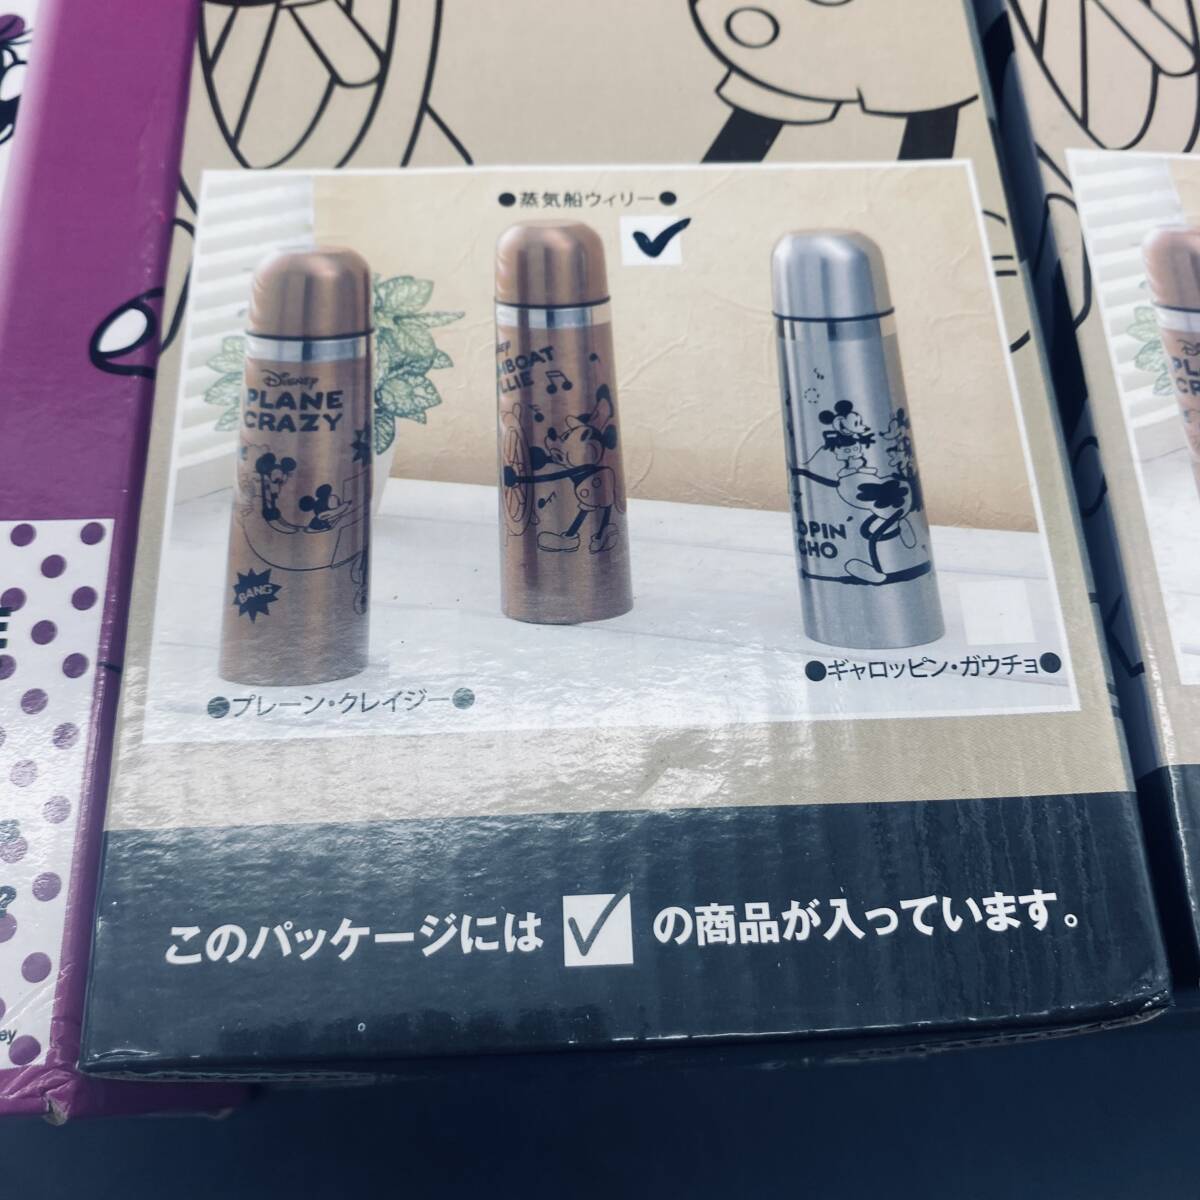 ●蒸気船ウィリー●
DISNEY
PLANE
CRAZY
BANG
●プレーン・クレイジー●
●ギャロッピン・ガウチョ●
このパッケージには
の商品が入っています。